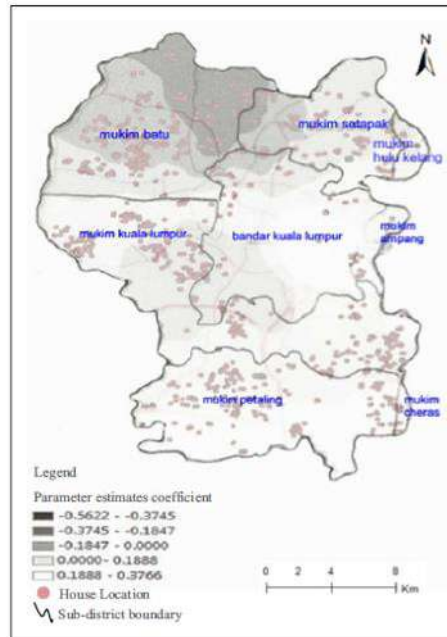 N
mukim batu
mukim setapak
mukim
hulu kelang
mukim kuala lumpur
bandar kuala lumpur
mukim
ampang
mukim petaling
mukim
cheras
Legend
Parameter estimates coefficient
-0.5622 - -0.3745
-0.3745 - -0.1847
-0.1847 - 0.0000
0.0000 - 0.1888
0.1888 - 0.3766
House Location
Sub-district boundary
0 2 4 8
Km